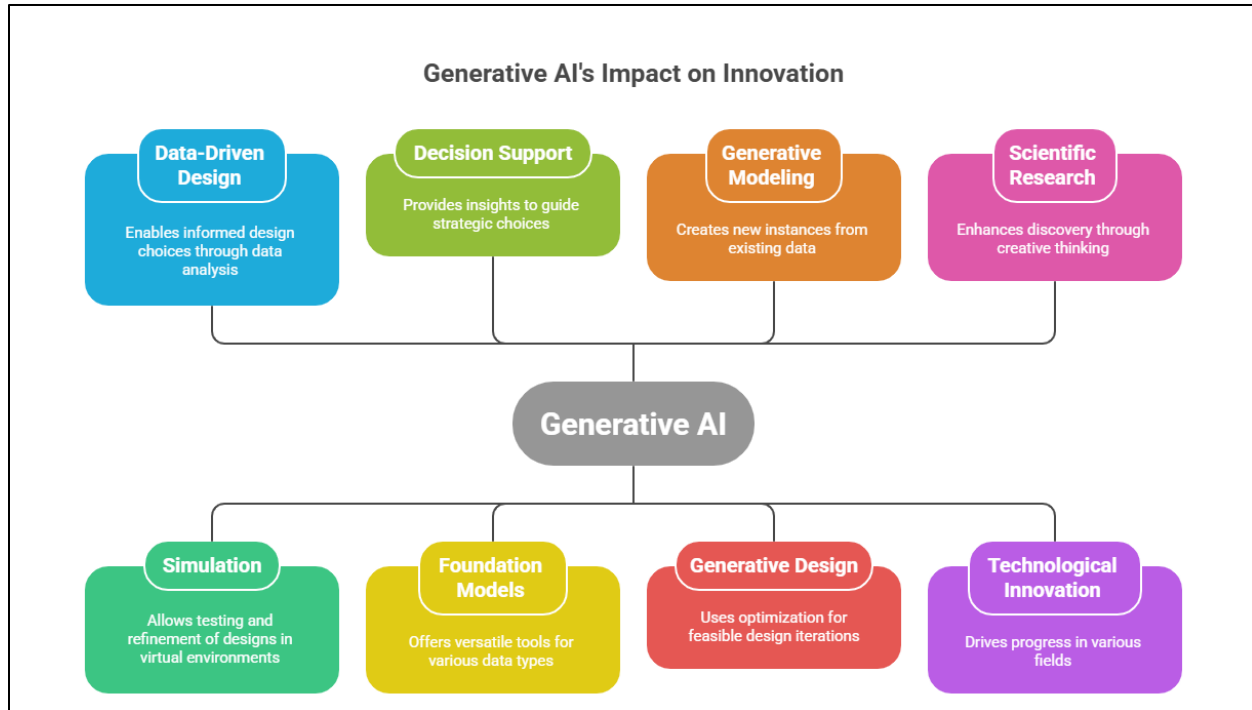 Generative AI's Impact on Innovation
Data-Driven
Design
Enables informed design
choices through data
analysis
Decision Support
Provides insights to guide
strategic choices
Generative
Modeling
Creates new instances from
existing data
Scientific
Research
Enhances discovery through
creative thinking
Generative AI
Simulation
Allows testing and
refinement of designs in
virtual environments
Foundation
Models
Offers versatile tools for
various data types
Generative Design
Uses optimization for
feasible design iterations
Technological
Innovation
Drives progress in various
fields